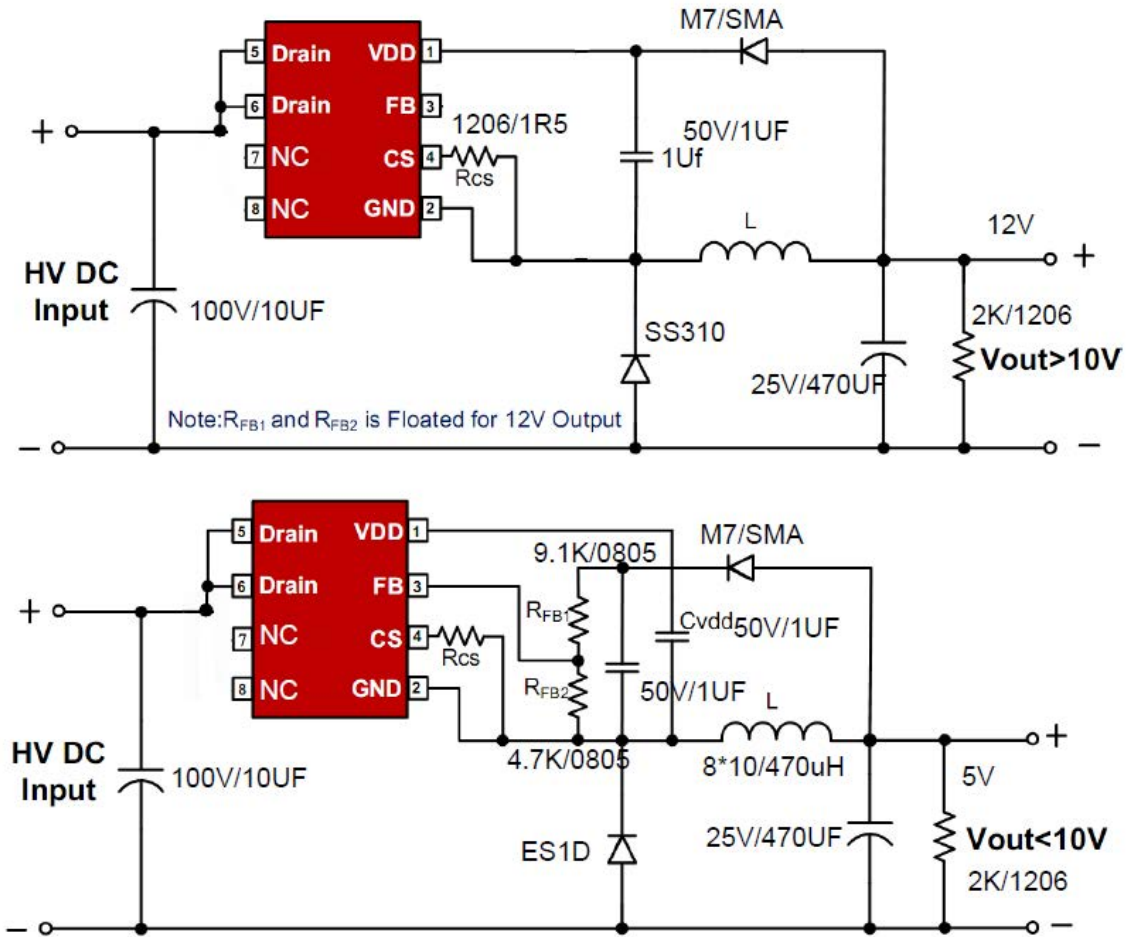 M7/SMA
5 Drain VDD 1
6 Drain FB 3
1206/1R5
50V/1UF
+
7 NC CS 4
Rcs
1Uf
8 NC GND 2
L
12V
+
HV DC
Input
100V/10UF
SS310
2K/1206
Vout>10V
25V/470UF
Note:RFB1 and RFB2 is Floated for 12V Output
−
−
5 Drain VDD 1
M7/SMA
9.1K/0805
6 Drain FB 3
+
RFB1
Cvdd 50V/1UF
7 NC CS 4
Rcs
8 NC GND 2
RFB2
50V/1UF
L
+
4.7K/0805
8*10/470uH
HV DC
Input
100V/10UF
5V
ES1D
25V/470UF
Vout<10V
2K/1206
−
−